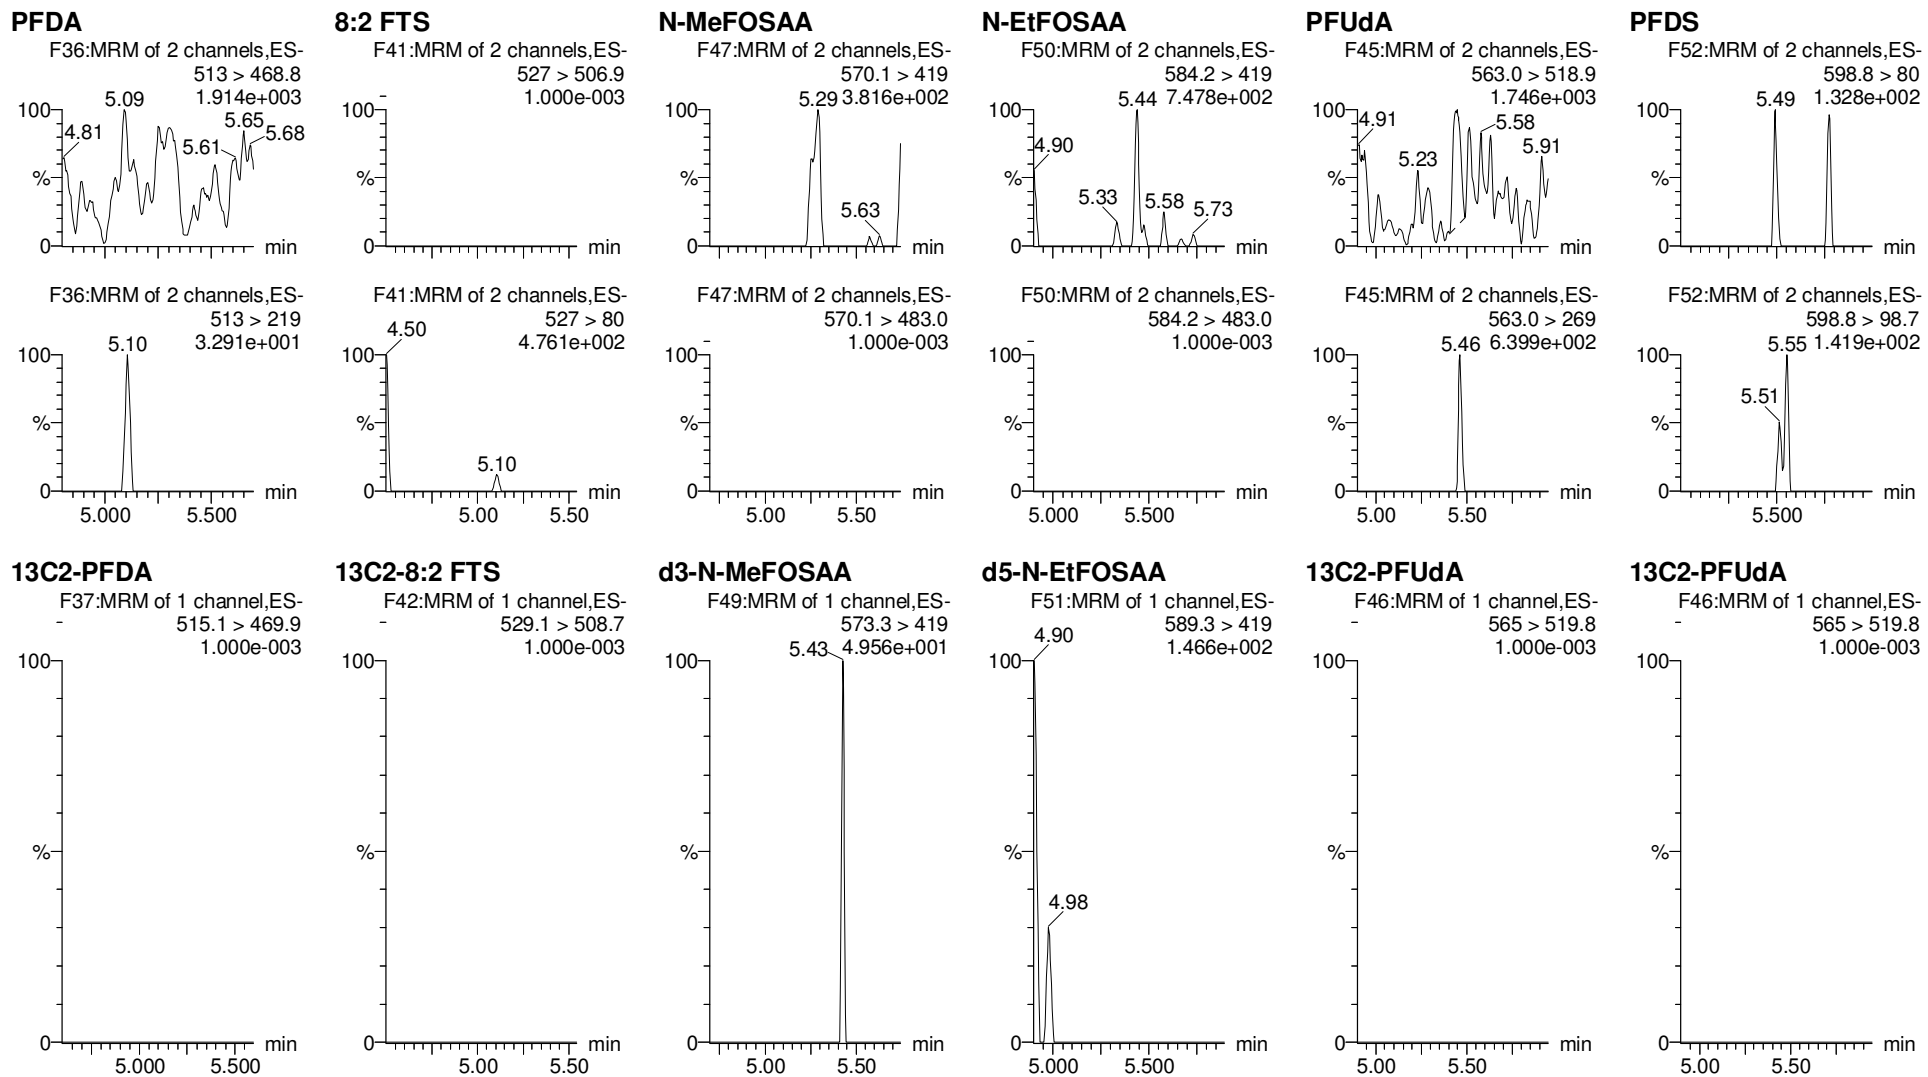 PFDA
F36:MRM of 2 channels,ES-
513 > 468.8
1.914e+003
100
%
0
4.81
5.09
5.61
5.65
5.68
min
8:2 FTS
F41:MRM of 2 channels,ES-
527 > 506.9
1.000e-003
100
%
0
min
N-MeFOSAA
F47:MRM of 2 channels,ES-
570.1 > 419
3.816e+002
100
%
0
5.29
5.63
min
N-EtFOSAA
F50:MRM of 2 channels,ES-
584.2 > 419
7.478e+002
100
%
0
4.90
5.33
5.44
5.58
5.73
min
PFUdA
F45:MRM of 2 channels,ES-
563.0 > 518.9
1.746e+003
100
%
0
4.91
5.23
5.58
5.91
min
PFDS
F52:MRM of 2 channels,ES-
598.8 > 80
1.328e+002
100
%
0
5.49
min
F36:MRM of 2 channels,ES-
513 > 219
3.291e+001
100
%
0
5.10
min
5.000 5.500
F41:MRM of 2 channels,ES-
527 > 80
4.761e+002
100
%
0
4.50
5.10
min
5.00 5.50
F47:MRM of 2 channels,ES-
570.1 > 483.0
1.000e-003
100
%
0
min
5.00 5.50
F50:MRM of 2 channels,ES-
584.2 > 483.0
1.000e-003
100
%
0
min
5.000 5.500
F45:MRM of 2 channels,ES-
563.0 > 269
6.399e+002
100
%
0
5.46
min
5.00 5.50
F52:MRM of 2 channels,ES-
598.8 > 98.7
1.419e+002
100
%
0
5.51
5.55
min
5.500
13C2-PFDA
F37:MRM of 1 channel,ES-
515.1 > 469.9
1.000e-003
100
%
0
min
5.000 5.500
13C2-8:2 FTS
F42:MRM of 1 channel,ES-
529.1 > 508.7
1.000e-003
100
%
0
min
5.00 5.50
d3-N-MeFOSAA
F49:MRM of 1 channel,ES-
573.3 > 419
4.956e+001
100
%
0
5.43
min
5.00 5.50
d5-N-EtFOSAA
F51:MRM of 1 channel,ES-
589.3 > 419
1.466e+002
100
%
0
4.90
4.98
min
5.000 5.500
13C2-PFUdA
F46:MRM of 1 channel,ES-
565 > 519.8
1.000e-003
100
%
0
min
5.00 5.50
13C2-PFUdA
F46:MRM of 1 channel,ES-
565 > 519.8
1.000e-003
100
%
0
min
5.00 5.50